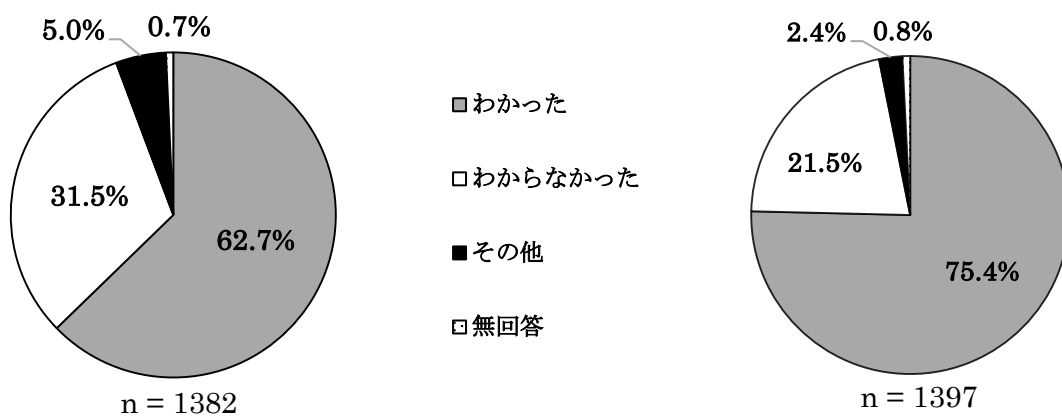 5.0%
0.7%
31.5%
62.7%
n = 1382
わかった
わからなかった
その他
無回答
2.4%
0.8%
21.5%
75.4%
n = 1397